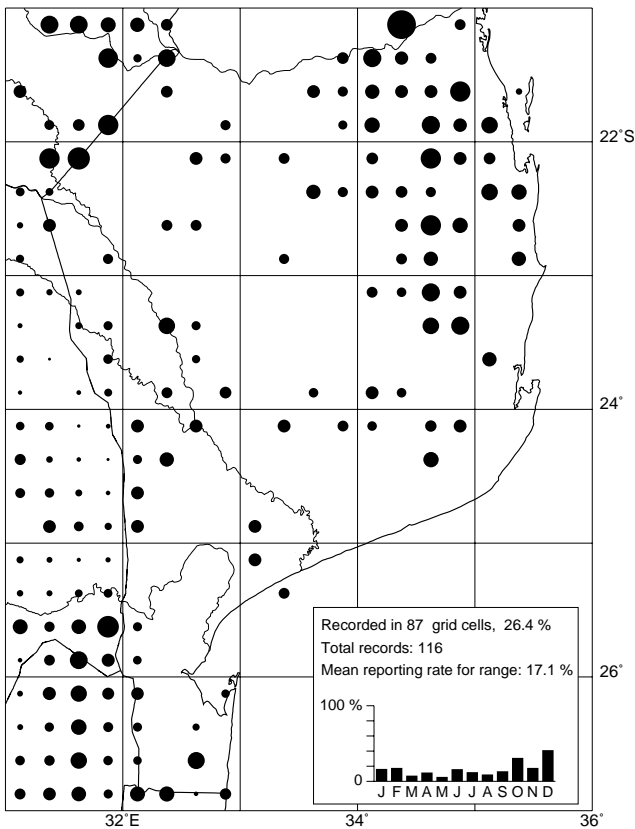 22°S
24°
26°
Recorded in 87 grid cells, 26.4 %
Total records: 116
Mean reporting rate for range: 17.1 %
100 %
0
J F M A M J J A S O N D
32°E 34° 36°